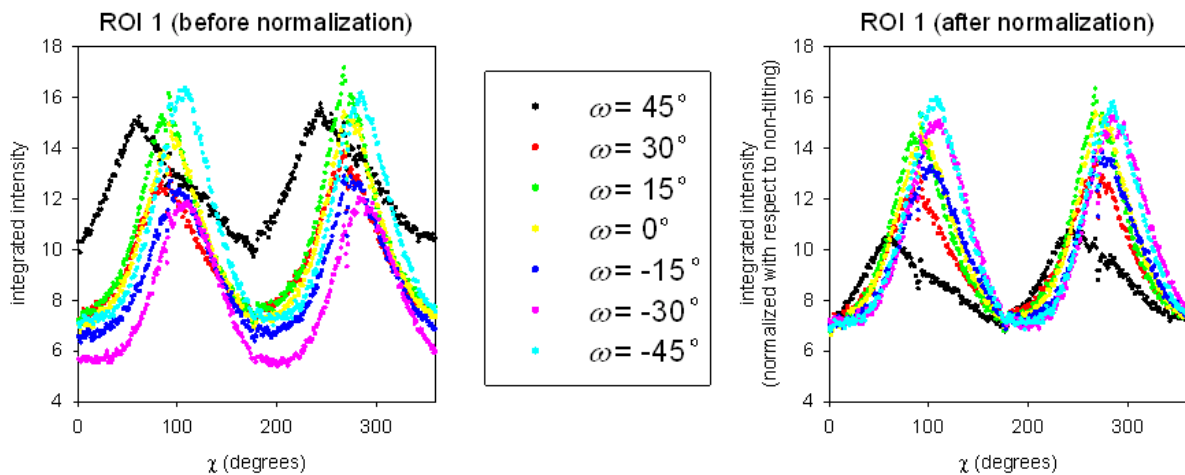 ROI 1 (before normalization)
18
16
14
12
10
8
6
4
integrated intensity
0
100
200
300
χ (degrees)
ω = 45°
ω = 30°
ω = 15°
ω = 0°
ω = -15°
ω = -30°
ω = -45°
ROI 1 (after normalization)
18
16
14
12
10
8
6
4
integrated intensity
(normalized with respect to non-tilting)
0
100
200
300
χ (degrees)